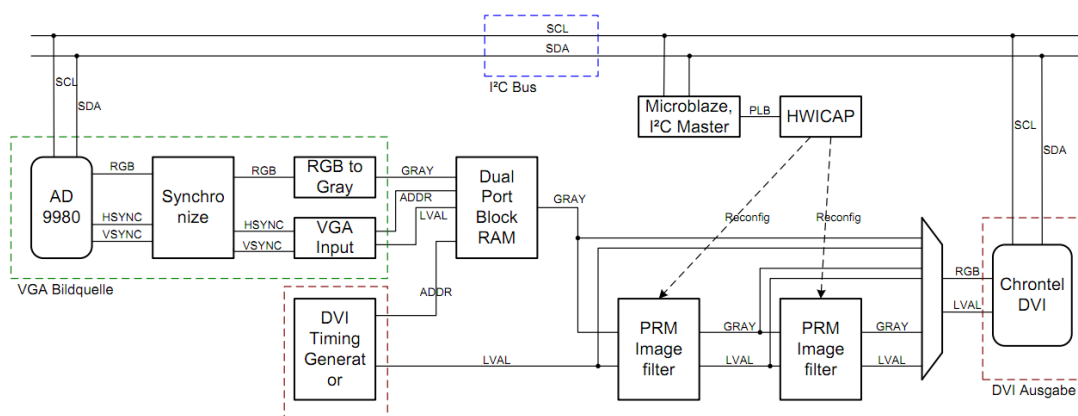 SCL
SDA
I²C Bus
SCL
SDA
Microblaze,
I²C Master
PLB
HWICAP
SCL
SDA
AD
9980
RGB
HSYNC
VSYNC
Synchro
nize
RGB
HSYNC
VSYNC
RGB to
Gray
VGA
Input
GRAY
ADDR
LVAL
Dual
Port
Block
RAM
GRAY
Reconfig
Reconfig
VGA Bildquelle
ADDR
DVI
Timing
Generat
or
LVAL
PRM
Image
filter
GRAY
LVAL
PRM
Image
filter
GRAY
LVAL
RGB
LVAL
Chrontel
DVI
DVI Ausgabe